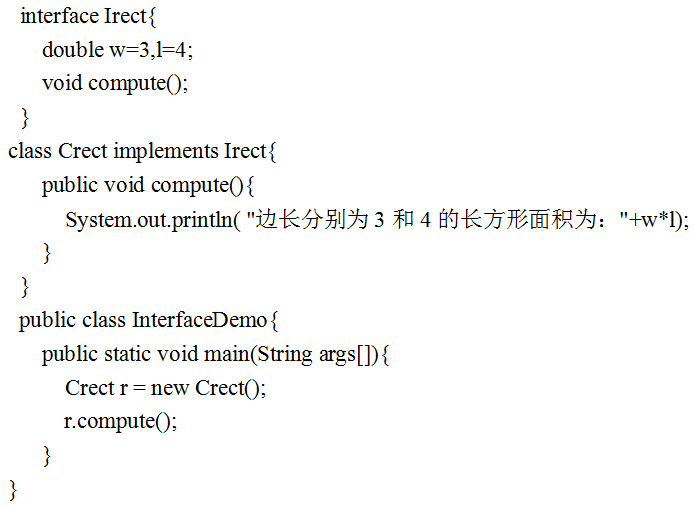 interface Irect{
double w=3,l=4;
void compute();
}
class Crect implements Irect{
public void compute(){
System.out.println( "边长分别为 3 和 4 的长方形面积为："+w*l);
}
}
public class InterfaceDemo{
public static void main(String args[]){
Crect r = new Crect();
r.compute();
}
}